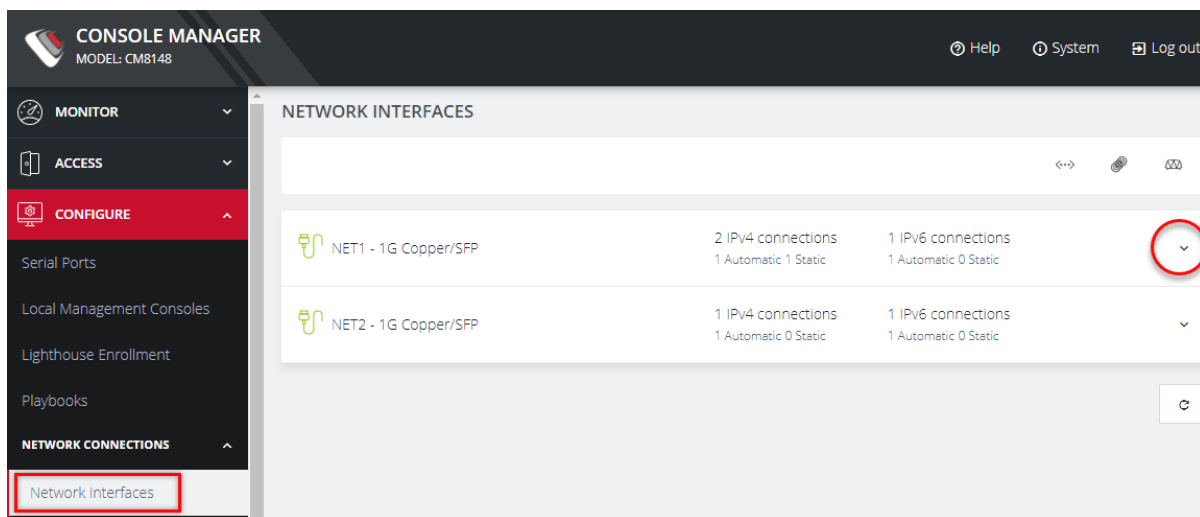 CONSOLE MANAGER
MODEL: CM8148
Help
System
Log out
MONITOR
ACCESS
CONFIGURE
Serial Ports
Local Management Consoles
Lighthouse Enrollment
Playbooks
NETWORK CONNECTIONS
Network Interfaces
NETWORK INTERFACES
NET1 - 1G Copper/SFP
2 IPv4 connections
1 Automatic 1 Static
1 IPv6 connections
1 Automatic 0 Static
NET2 - 1G Copper/SFP
1 IPv4 connections
1 Automatic 0 Static
1 IPv6 connections
1 Automatic 0 Static